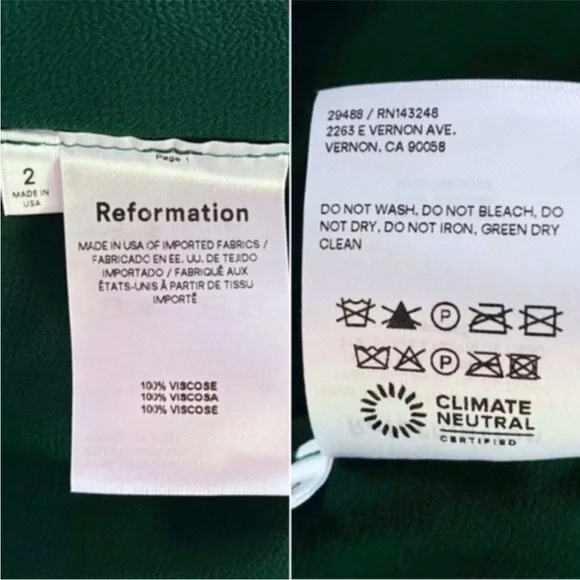 2
MADE IN
USA
Page 1
Reformation
MADE IN USA OF IMPORTED FABRICS /
FABRICADO EN EE. UU. DE TEJIDO
IMPORTADO / FABRIQUÉ AUX
ÉTATS-UNIS À PARTIR DE TISSU
IMPORTÉ
100% VISCOSE
100% VISCOSA
100% VISCOSE
29488 / RN143248
2263 E VERNON AVE.
VERNON, CA 90058
DO NOT WASH, DO NOT BLEACH, DO
NOT DRY, DO NOT IRON, GREEN DRY
CLEAN
P
P
CLIMATE
NEUTRAL
CERTIFIED